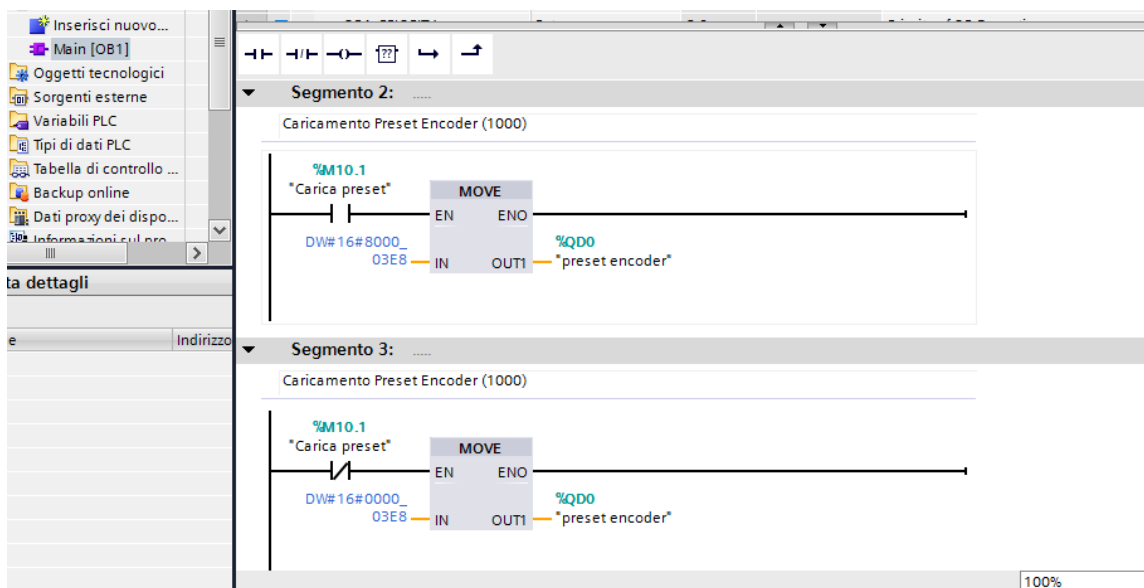 Inserisci nuovo...
Main [OB1]
Oggetti tecnologici
Sorgenti esterne
Variabili PLC
Tipi di dati PLC
Tabella di controllo ...
Backup online
Dati proxy dei dispo...
ta dettagli
e Indirizzo
??
Segmento 2: .....
Caricamento Preset Encoder (1000)
%M10.1
"Carica preset"
MOVE
EN ENO
DW#16#8000_
03E8
IN OUT1
%QD0
"preset encoder"
Segmento 3: .....
Caricamento Preset Encoder (1000)
%M10.1
"Carica preset"
MOVE
EN ENO
DW#16#0000_
03E8
IN OUT1
%QD0
"preset encoder"
100%